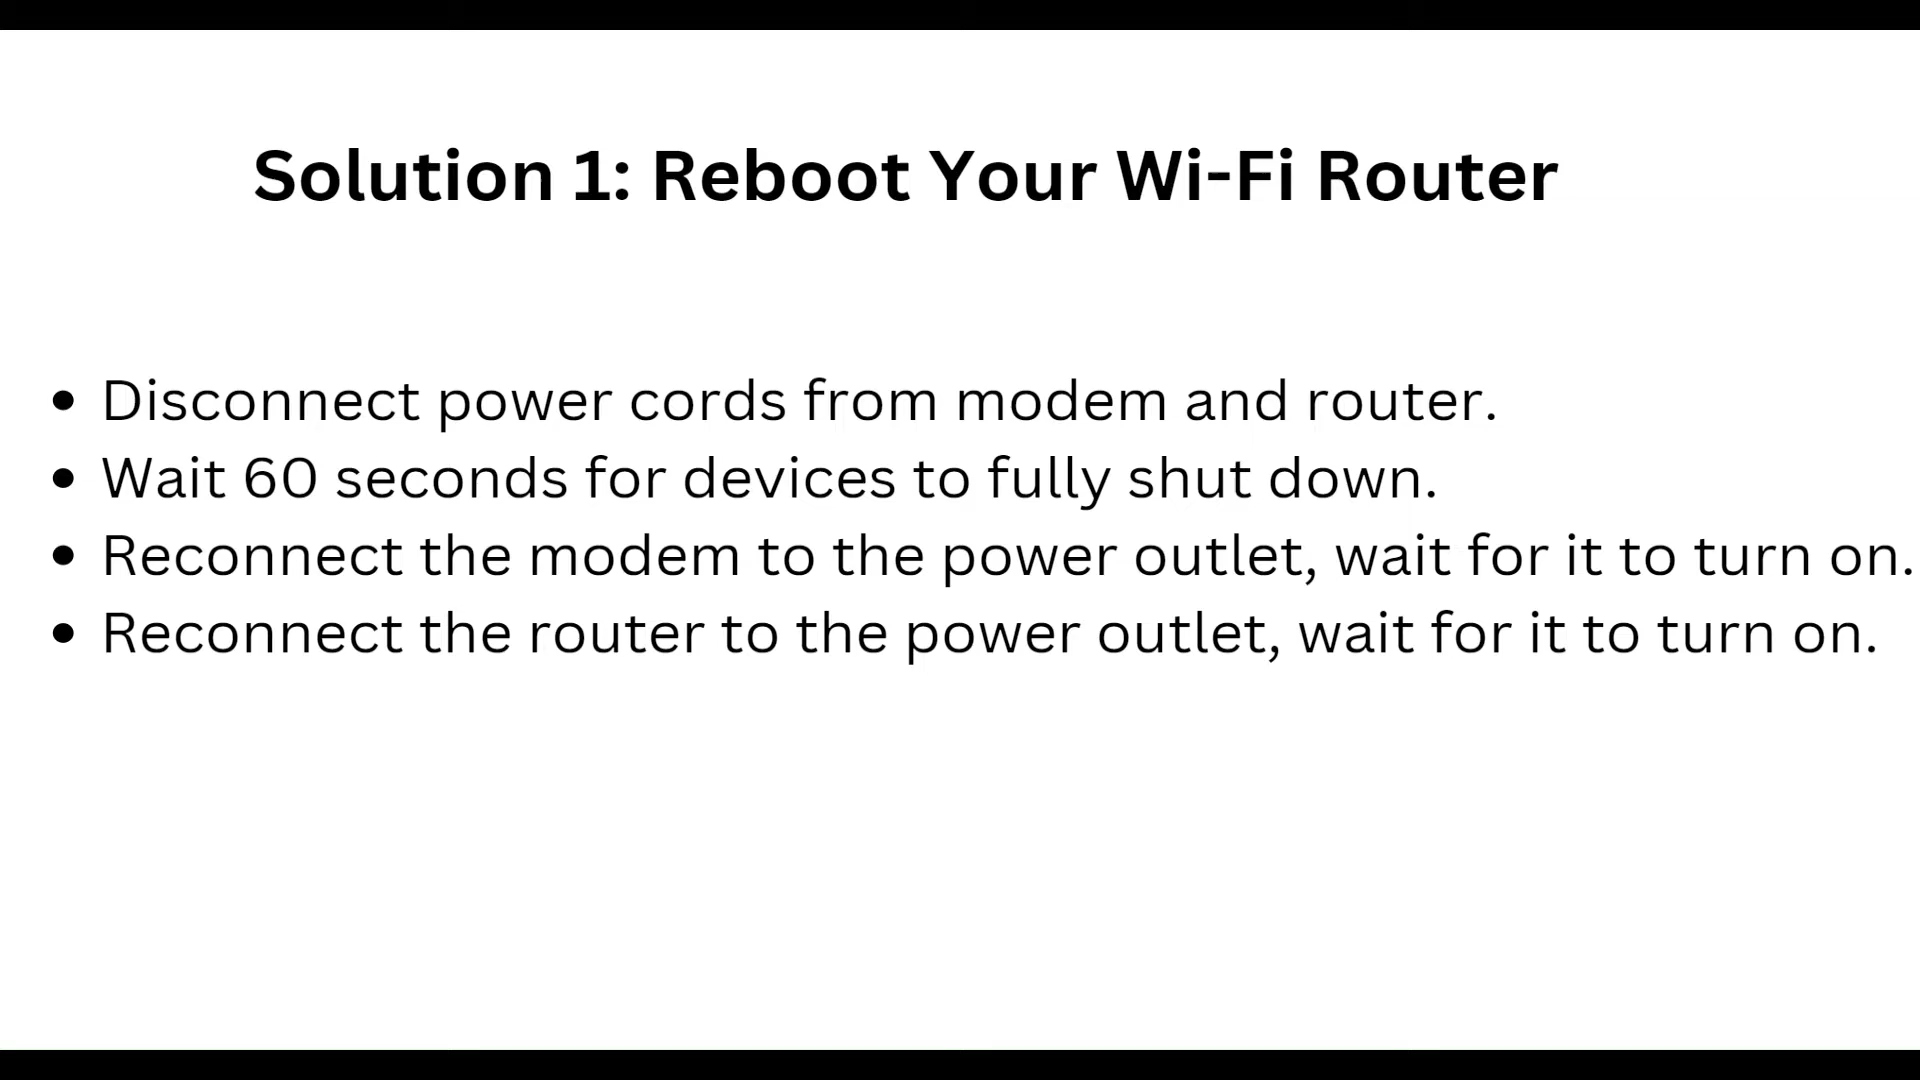 Solution 1: Reboot Your Wi-Fi Router
• Disconnect power cords from modem and router.
• Wait 60 seconds for devices to fully shut down.
• Reconnect the modem to the power outlet, wait for it to turn on.
• Reconnect the router to the power outlet, wait for it to turn on.